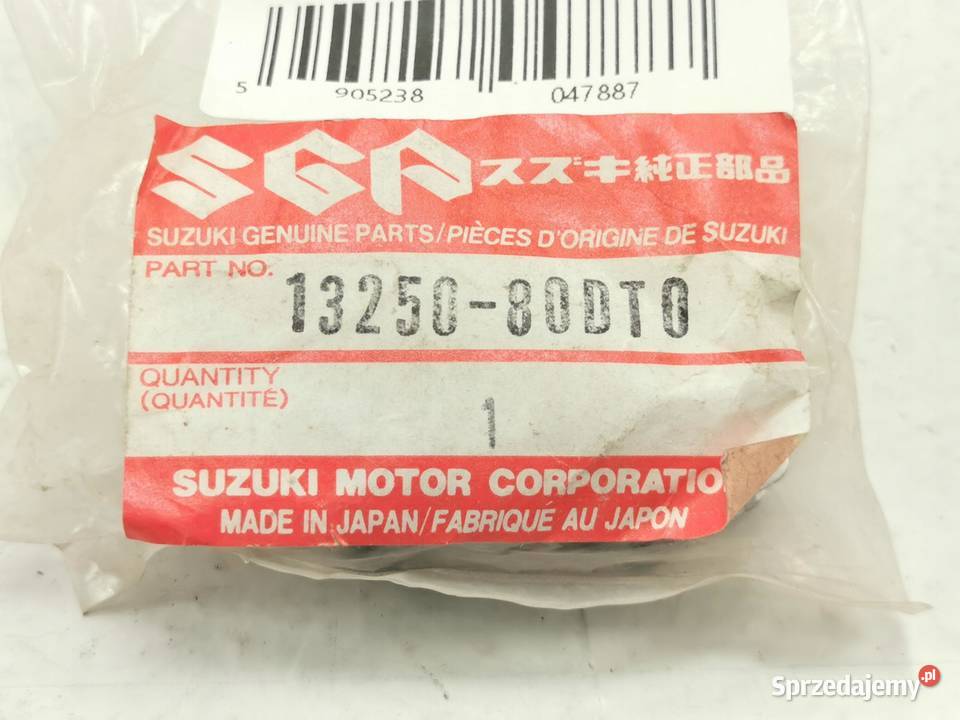 5 905238 047887
SGP スズキ純正部品
SUZUKI GENUINE PARTS/PIÈCES D'ORIGINE DE SUZUKI
PART NO. 13250-80DT0
QUANTITY
(QUANTITÉ)
1
SUZUKI MOTOR CORPORATIO
MADE IN JAPAN/FABRIQUÉ AU JAPON
Sprzedajemy.pl